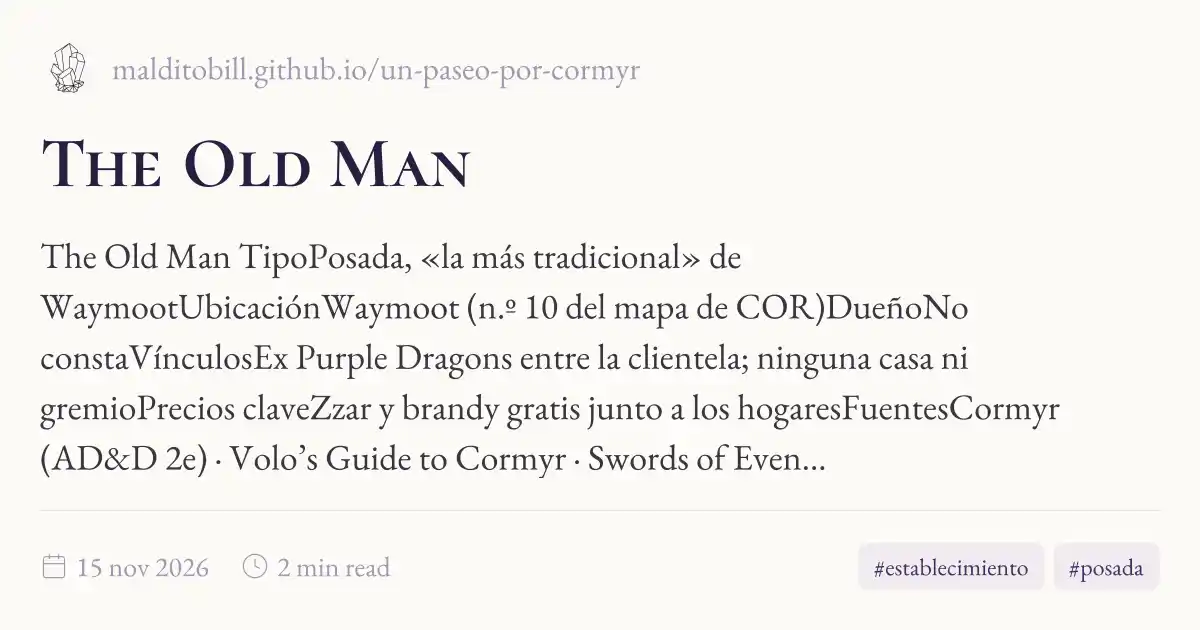 malditobill.github.io/un-paseo-por-cormyr
The Old Man
The Old Man TipoPosada, «la más tradicional» de
WaymootUbicaciónWaymoot (n.º 10 del mapa de COR)DueñoNo
constaVínculosEx Purple Dragons entre la clientela; ninguna casa ni
gremioPrecios claveZzar y brandy gratis junto a los hogaresFuentesCormyr
(AD&D 2e) · Volo’s Guide to Cormyr · Swords of Even...
15 nov 2026 2 min read #establecimiento #posada